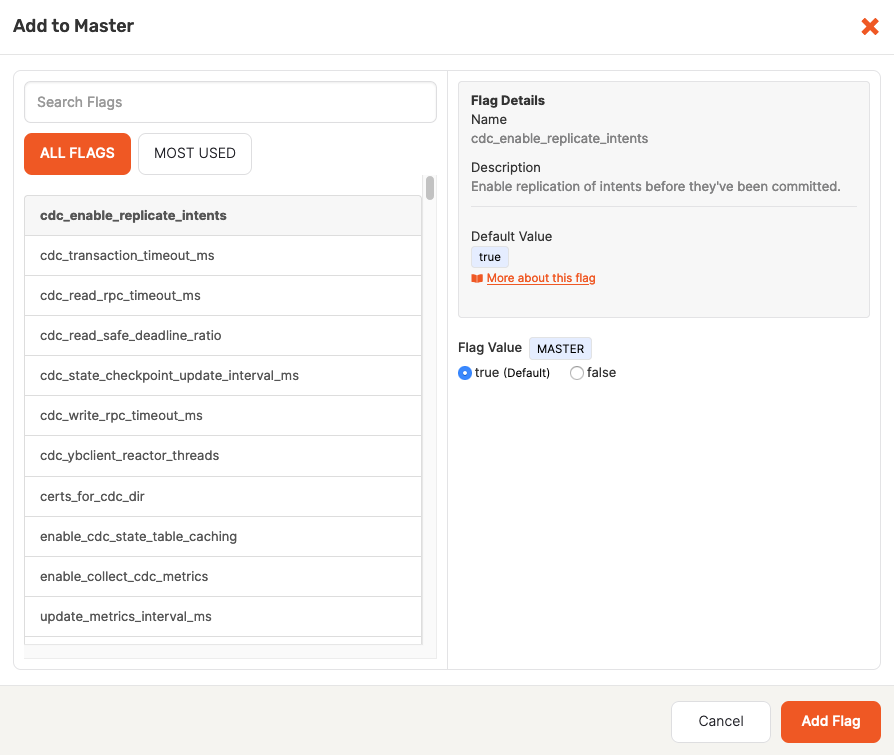 Add to Master
Search Flags
ALL FLAGS
MOST USED
cdc_enable_replicate_intents
cdc_transaction_timeout_ms
cdc_read_rpc_timeout_ms
cdc_read_safe_deadline_ratio
cdc_state_checkpoint_update_interval_ms
cdc_write_rpc_timeout_ms
cdc_ybclient_reactor_threads
certs_for_cdc_dir
enable_cdc_state_table_caching
enable_collect_cdc_metrics
update_metrics_interval_ms
Flag Details
Name
cdc_enable_replicate_intents
Description
Enable replication of intents before they've been committed.
Default Value
true
More about this flag
Flag Value MASTER
true (Default) false
Cancel
Add Flag